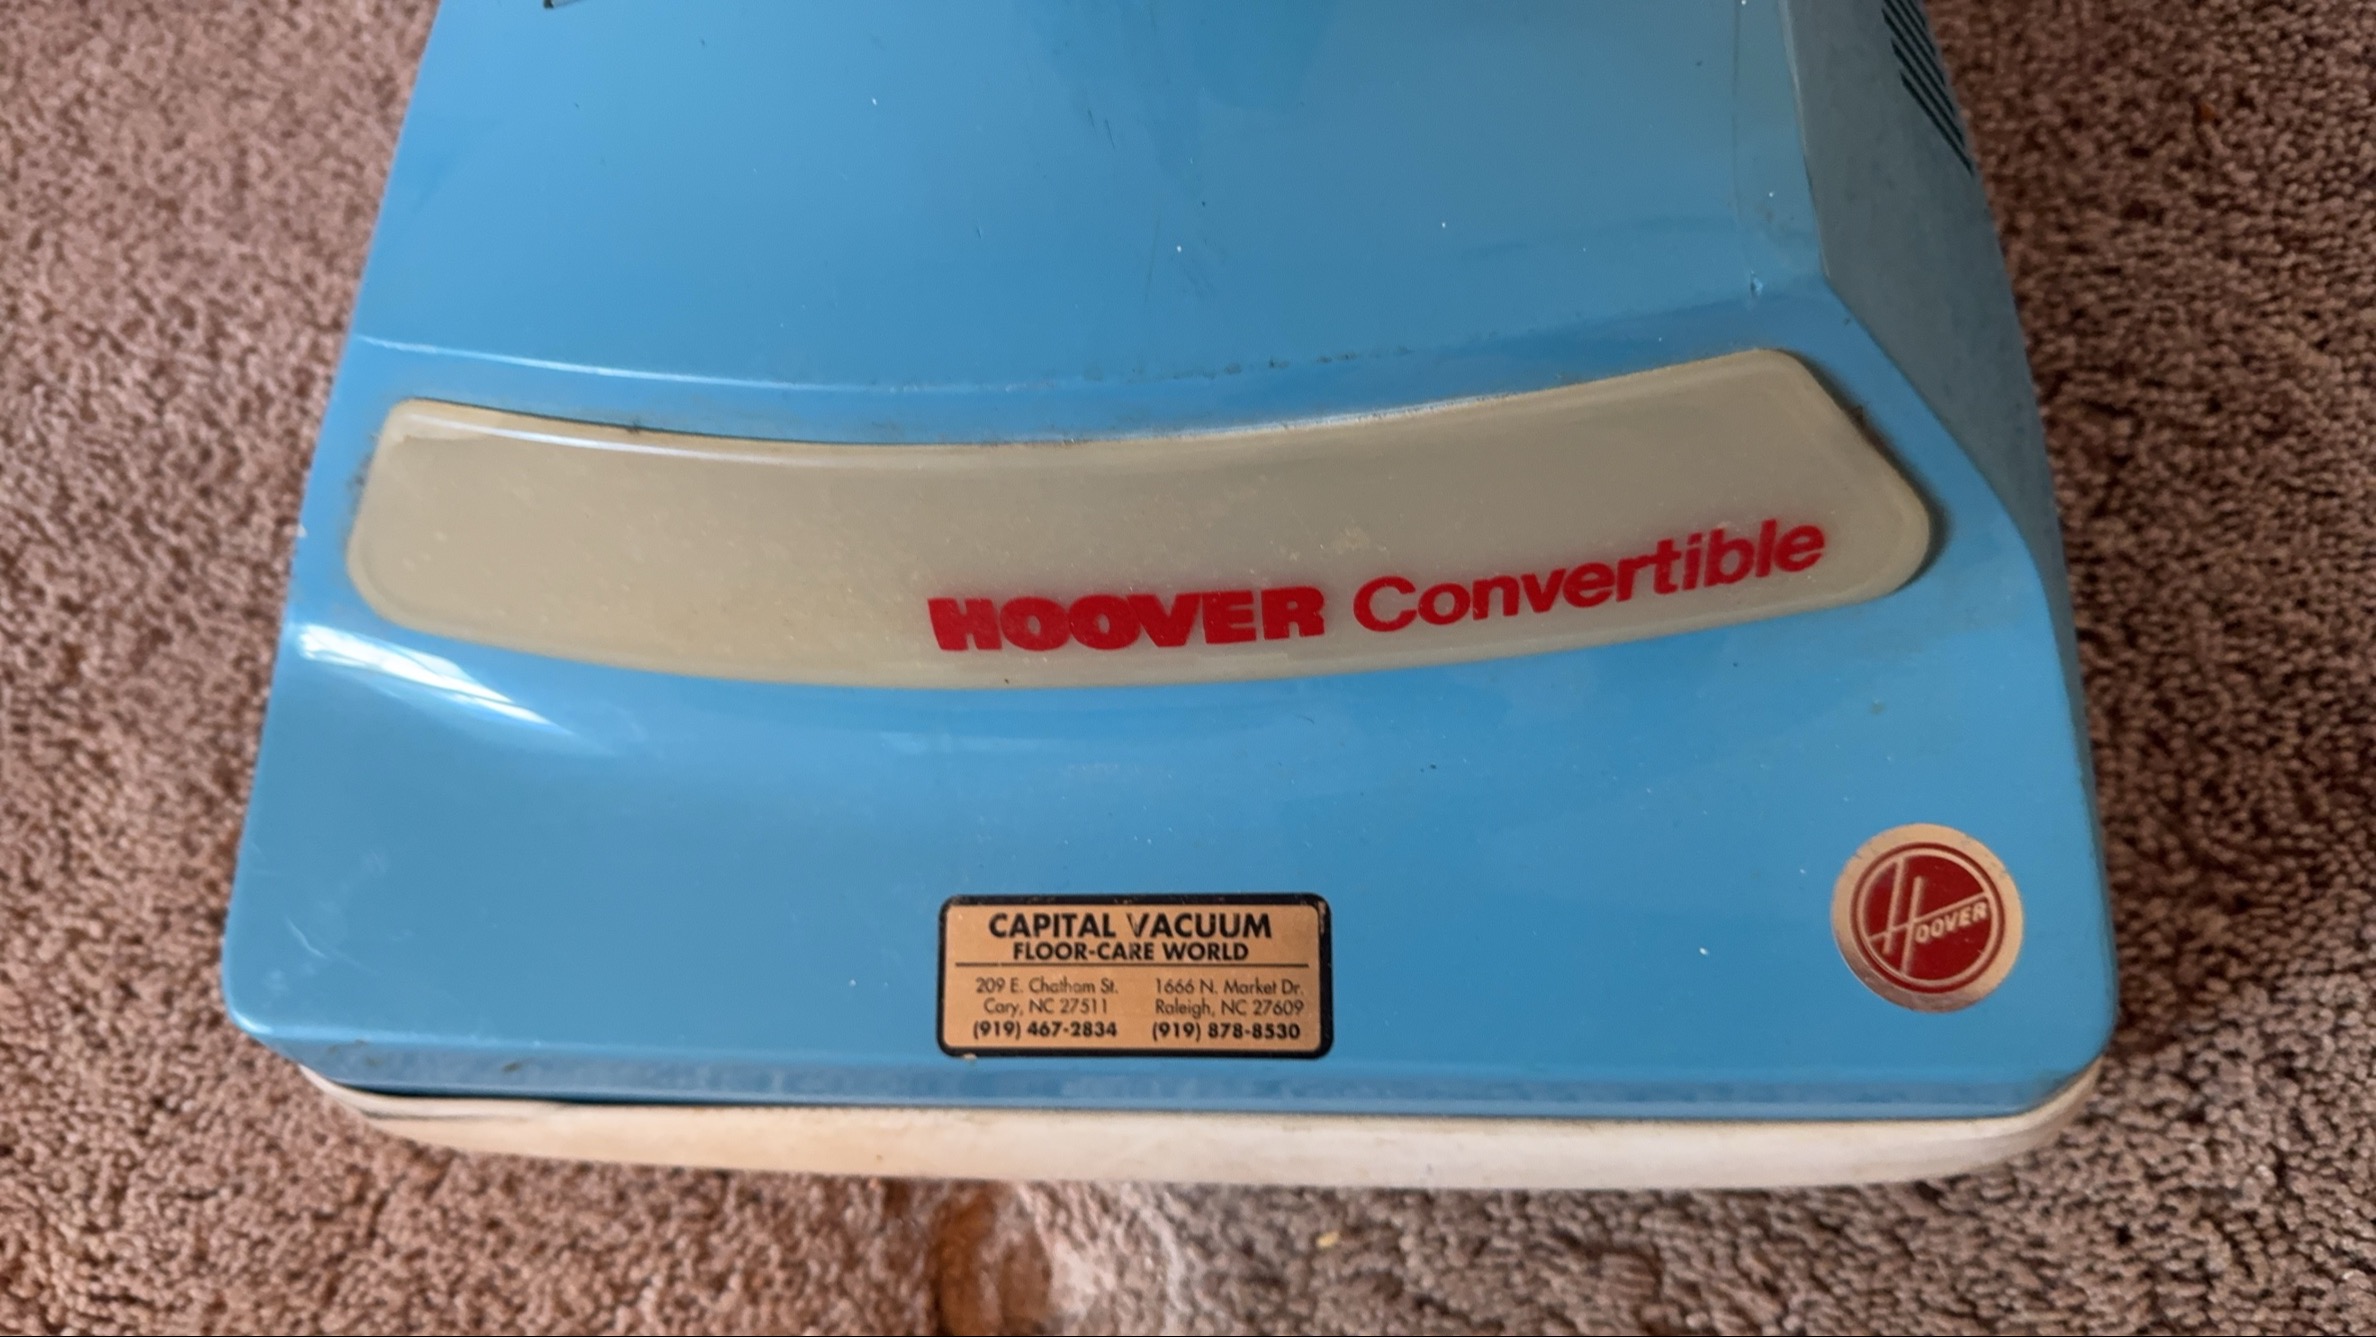 HOOVER Convertible
HOOVER
CAPITAL VACUUM
FLOOR-CARE WORLD
209 E. Chatham St.
Cary, NC 27511
(919) 467-2834
1666 N. Market Dr.
Raleigh, NC 27609
(919) 878-8530